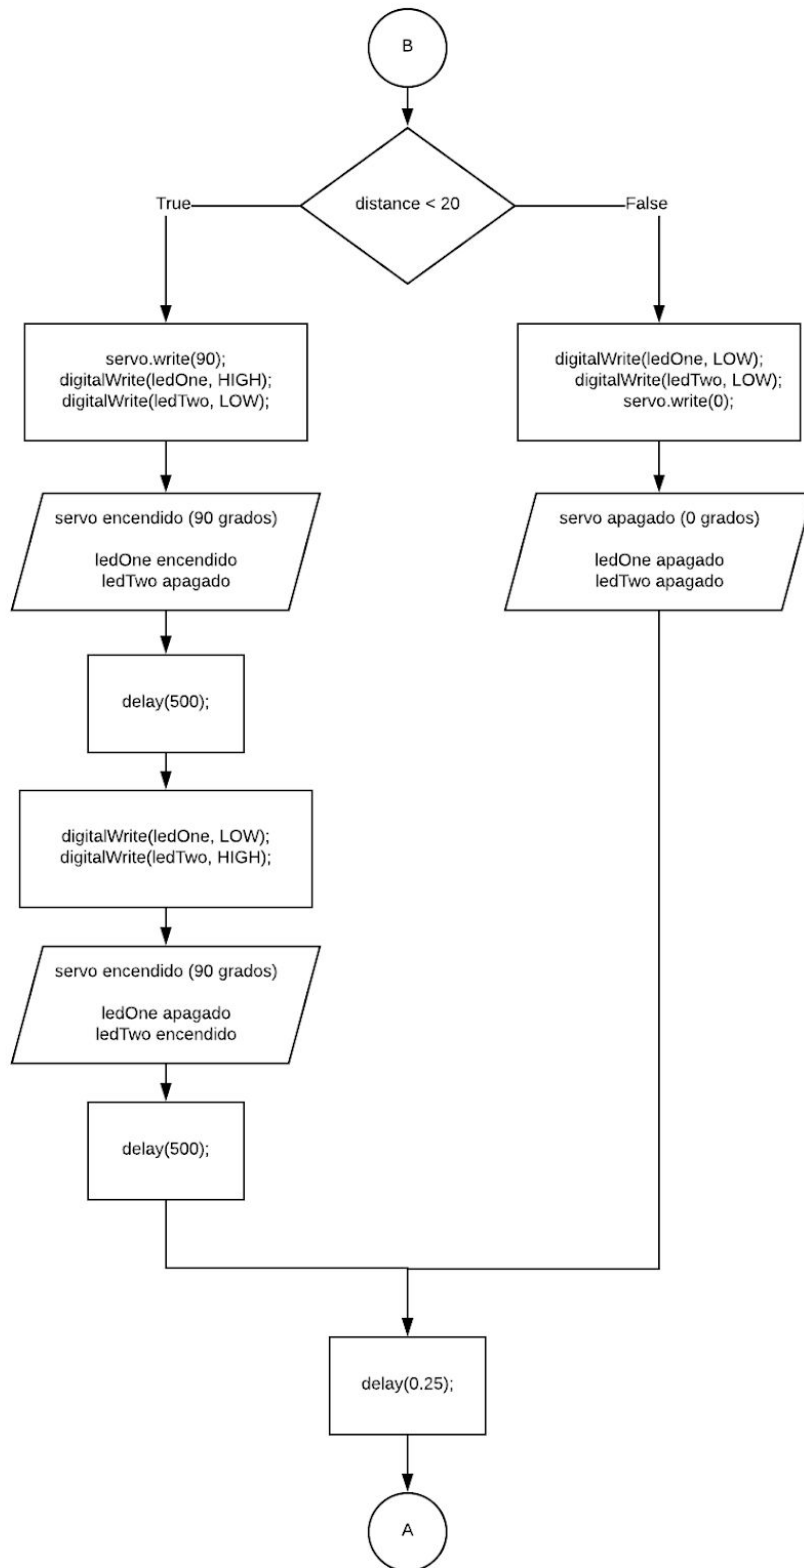 B
distance < 20
True
False
servo.write(90);
digitalWrite(ledOne, HIGH);
digitalWrite(ledTwo, LOW);
digitalWrite(ledOne, LOW);
digitalWrite(ledTwo, LOW);
servo.write(0);
servo encendido (90 grados)
ledOne encendido
ledTwo apagado
servo apagado (0 grados)
ledOne apagado
ledTwo apagado
delay(500);
digitalWrite(ledOne, LOW);
digitalWrite(ledTwo, HIGH);
servo encendido (90 grados)
ledOne apagado
ledTwo encendido
delay(500);
delay(0.25);
A